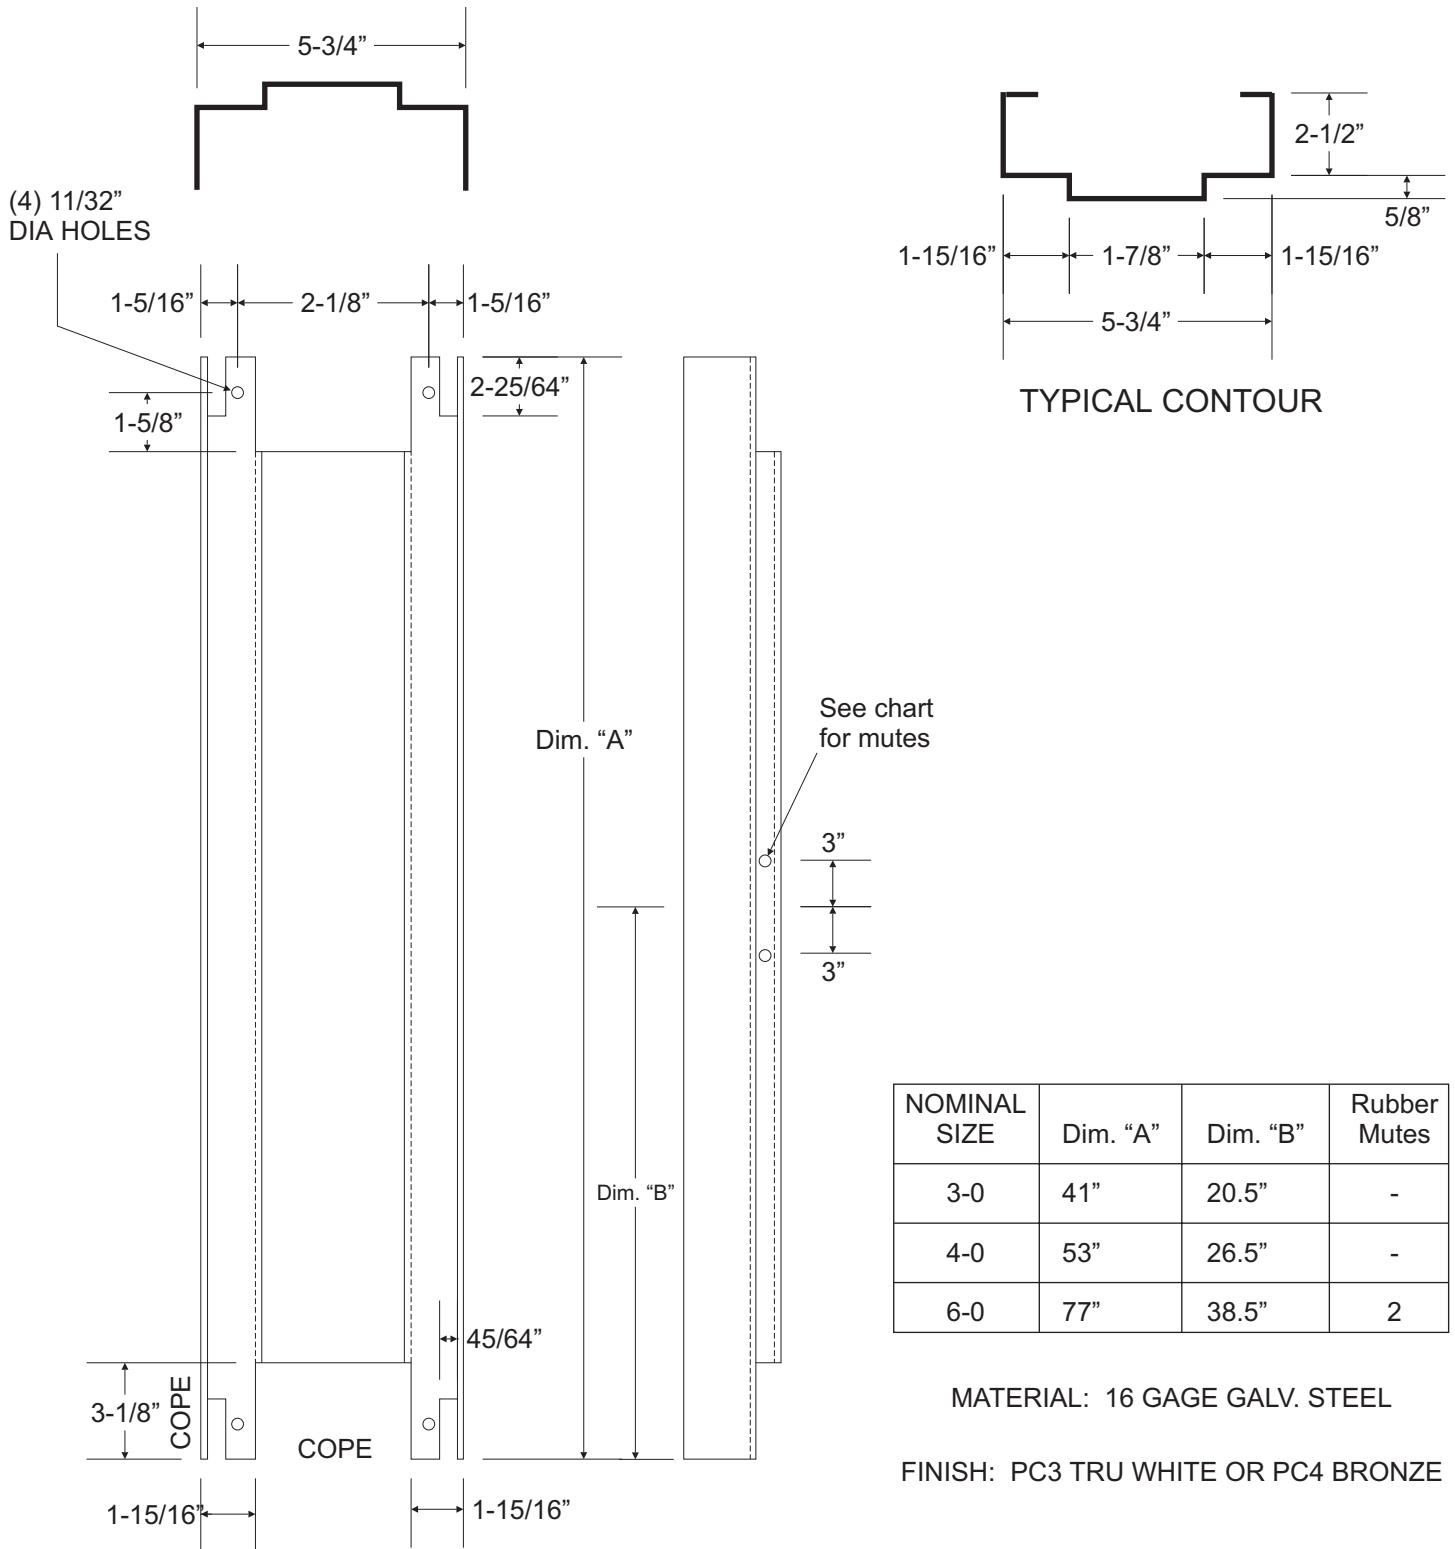 5-3/4”
2-1/2”
5/8”
1-15/16”
1-7/8”
1-15/16”
5-3/4”
TYPICAL CONTOUR
(4) 11/32”
DIA HOLES
1-5/16”
2-1/8”
1-5/16”
2-25/64”
1-5/8”
See chart
for mutes
Dim. “A”
3”
3”
Dim. “B”
45/64”
3-1/8”
COPE
COPE
1-15/16”
1-15/16”
NOMINAL SIZE Dim. “A” Dim. “B” Rubber Mutes
3-0 41” 20.5” -
4-0 53” 26.5” -
6-0 77” 38.5” 2
MATERIAL: 16 GAGE GALV. STEEL
FINISH: PC3 TRU WHITE OR PC4 BRONZE